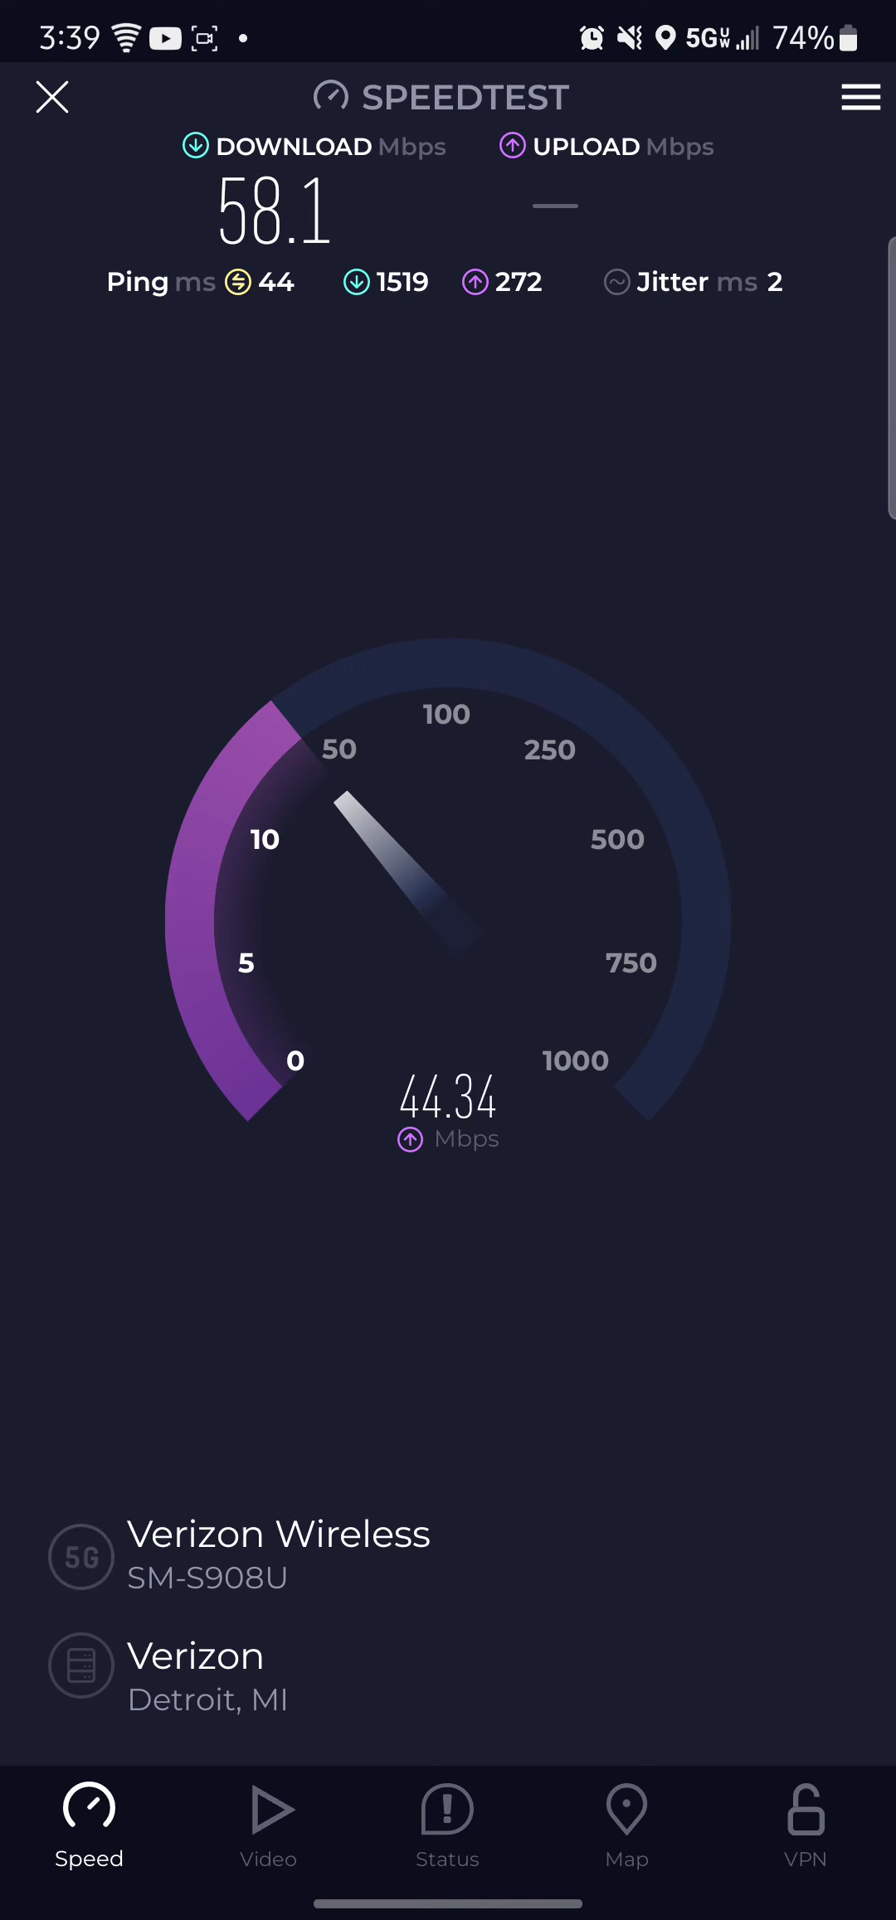 3:39 5GUW 74%
SPEEDTEST
DOWNLOAD Mbps UPLOAD Mbps
58.1 —
Ping ms 44 1519 272 Jitter ms 2
100
50 250
10 500
5 750
0 1000
44.34
Mbps
5G Verizon Wireless
SM-S908U
Verizon
Detroit, MI
Speed Video Status Map VPN